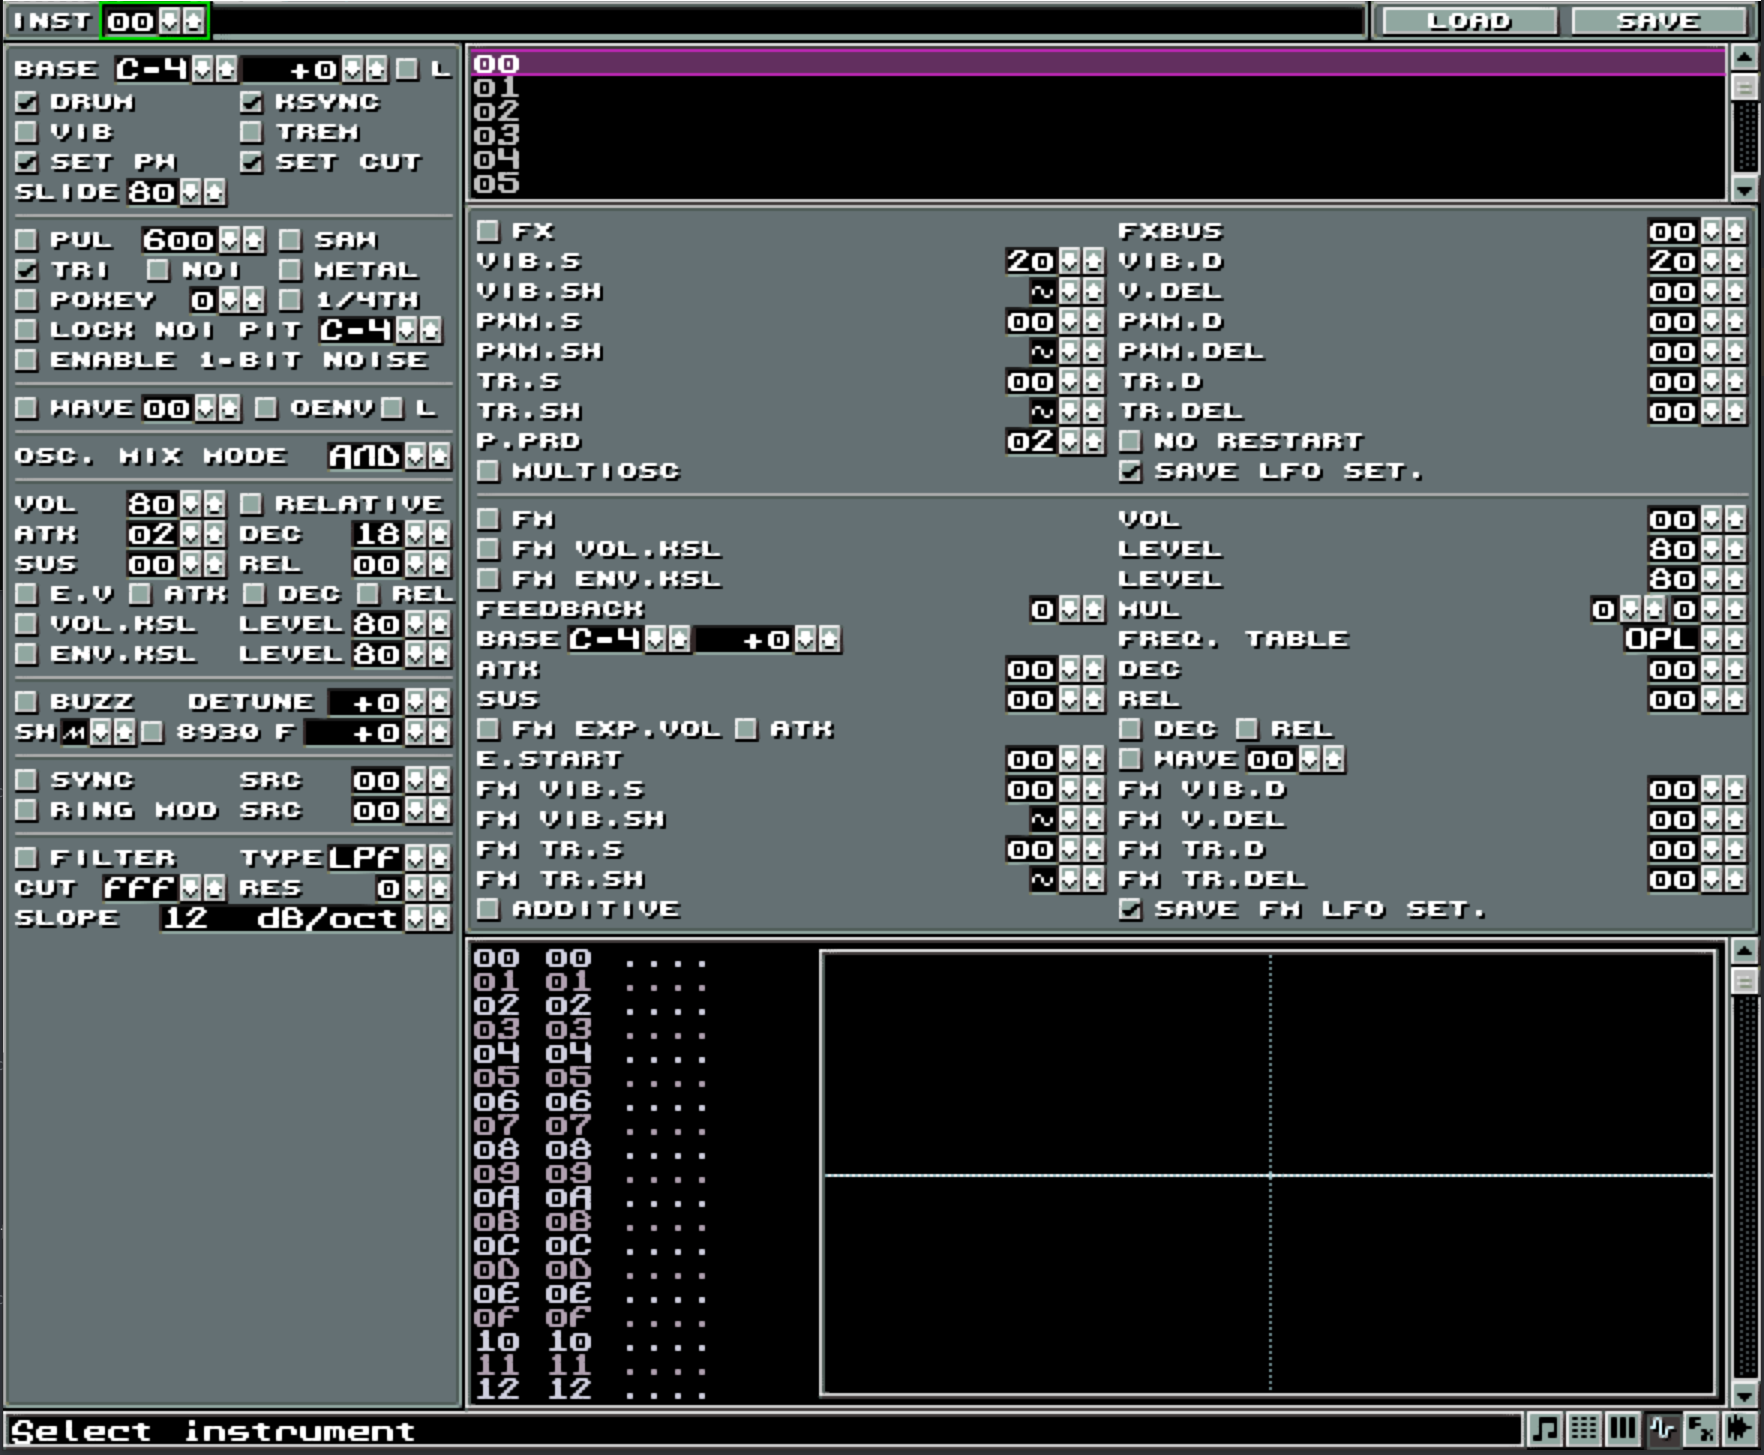 INST 00 LOAD SAVE
BASE C-4 +0 L
DRUM KSYNC
VIB TREM
SET PW SET CUT
SLIDE 80
PUL 600 SAW
TRI NOI METAL
POKEY 0 1/4TH
LOCK NOI PIT C-4
ENABLE 1-BIT NOISE
WAVE 00 OENV L
OSC. MIX MODE AND
VOL 80 RELATIVE
ATK 02 DEC 18
SUS 00 REL 00
E.V ATK DEC REL
VOL.KSL LEVEL 80
ENV.KSL LEVEL 80
BUZZ DETUNE +0
SH 8930 F +0
SYNC SRC 00
RING MOD SRC 00
FILTER TYPE LPF
CUT FFF RES 0
SLOPE 12 dB/oct
00
01
02
03
04
05
FX FXBUS 00
VIB.S 20 VIB.D 20
VIB.SH ~ V.DEL 00
PWM.S 00 PWM.D 00
PWM.SH ~ PWM.DEL 00
TR.S 00 TR.D 00
TR.SH ~ TR.DEL 00
P.PRD 02 NO RESTART
MULTIOSC SAVE LFO SET.
FM VOL 00
FM VOL.KSL LEVEL 80
FM ENV.KSL LEVEL 80
FEEDBACK 0 MUL 0 0
BASE C-4 +0 FREQ. TABLE OPL
ATK 00 DEC 00
SUS 00 REL 00
FM EXP.VOL ATK DEC REL
E.START 00 WAVE 00
FM VIB.S 00 FM VIB.D 00
FM VIB.SH ~ FM V.DEL 00
FM TR.S 00 FM TR.D 00
FM TR.SH ~ FM TR.DEL 00
ADDITIVE SAVE FM LFO SET.
00 00 ....
01 01 ....
02 02 ....
03 03 ....
04 04 ....
05 05 ....
06 06 ....
07 07 ....
08 08 ....
09 09 ....
0A 0A ....
0B 0B ....
0C 0C ....
0D 0D ....
0E 0E ....
0F 0F ....
10 10 ....
11 11 ....
12 12 ....
Select instrument Fx